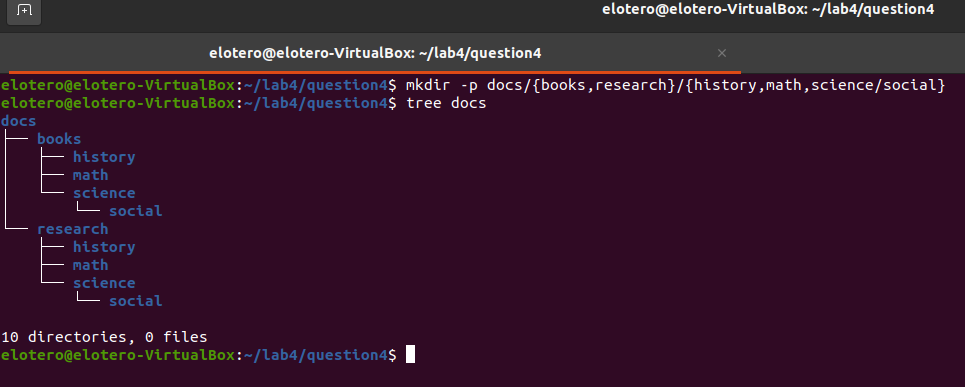 elotero@elotero-VirtualBox: ~/lab4/question4
elotero@elotero-VirtualBox: ~/lab4/question4 ×
elotero@elotero-VirtualBox:~/lab4/question4$ mkdir -p docs/{books,research}/{history,math,science/social}
elotero@elotero-VirtualBox:~/lab4/question4$ tree docs
docs
├── books
│   ├── history
│   ├── math
│   └── science
│       └── social
└── research
    ├── history
    ├── math
    └── science
        └── social
10 directories, 0 files
elotero@elotero-VirtualBox:~/lab4/question4$